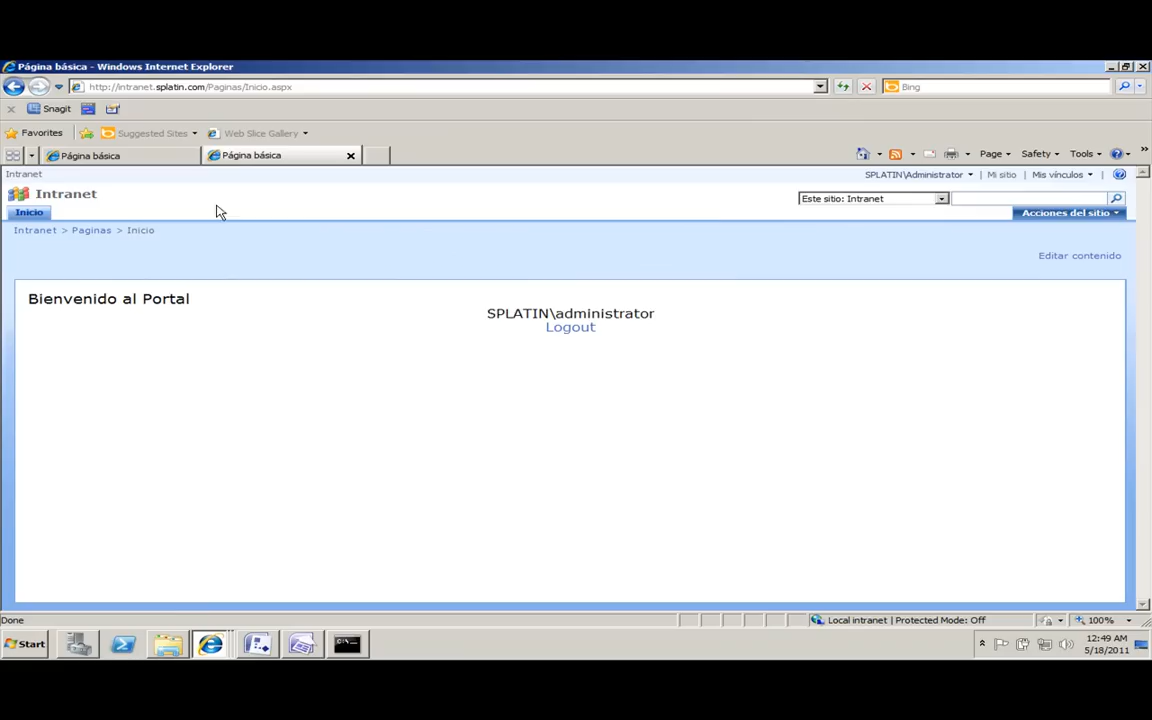 Página básica - Windows Internet Explorer
http://intranet.splatin.com/Paginas/Inicio.aspx
Bing
x Snagit
Favorites Suggested Sites Web Slice Gallery
Página básica Página básica Page Safety Tools
Intranet SPLATIN\Administrator Mi sitio Mis vínculos
Intranet Este sitio: Intranet
Inicio Acciones del sitio
Intranet > Paginas > Inicio
Editar contenido
Bienvenido al Portal
SPLATIN\administrator
Logout
Done Local intranet | Protected Mode: Off 100%
Start 12:49 AM
5/18/2011